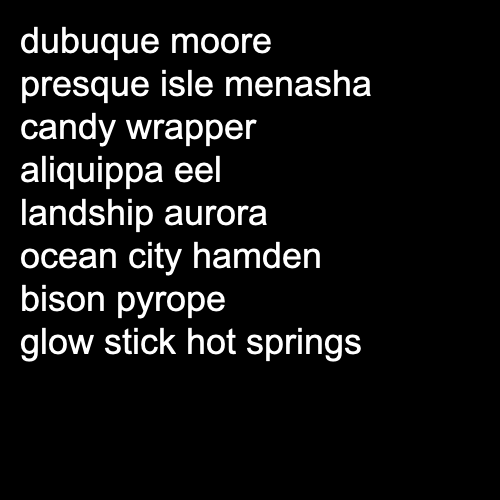 dubuque moore
presque isle menasha
candy wrapper
aliquippa eel
landship aurora
ocean city hamden
bison pyrope
glow stick hot springs